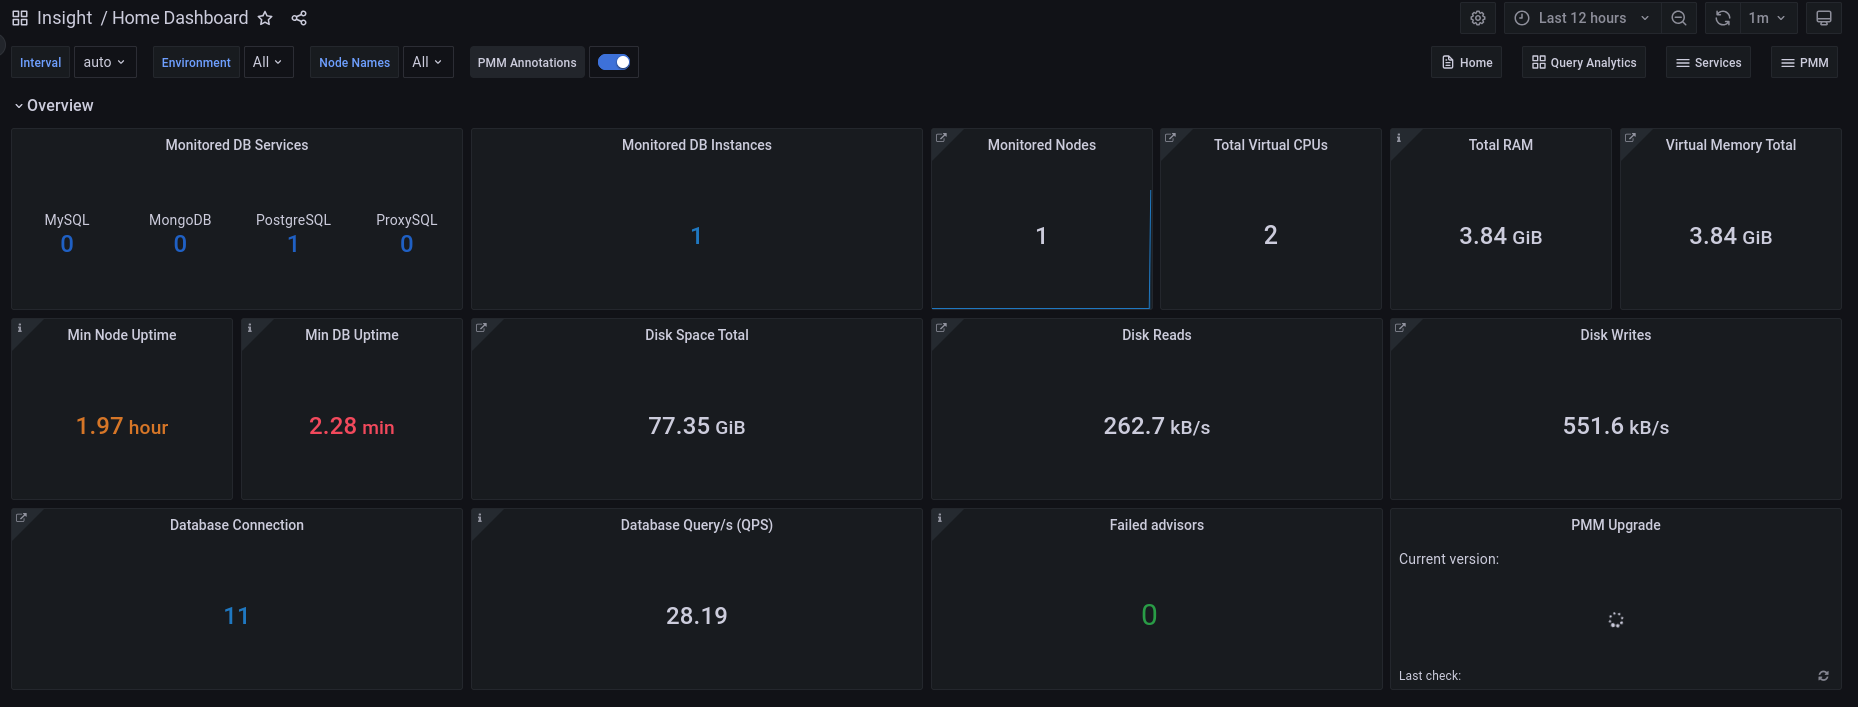 Insight / Home Dashboard
Last 12 hours
1m
Interval auto Environment All Node Names All PMM Annotations
Home Query Analytics Services PMM
Overview
Monitored DB Services
MySQL MongoDB PostgreSQL ProxySQL
0 0 1 0
Monitored DB Instances
1
Monitored Nodes
1
Total Virtual CPUs
2
Total RAM
3.84 GiB
Virtual Memory Total
3.84 GiB
Min Node Uptime
1.97 hour
Min DB Uptime
2.28 min
Disk Space Total
77.35 GiB
Disk Reads
262.7 kB/s
Disk Writes
551.6 kB/s
Database Connection
11
Database Query/s (QPS)
28.19
Failed advisors
0
PMM Upgrade
Current version:
Last check: